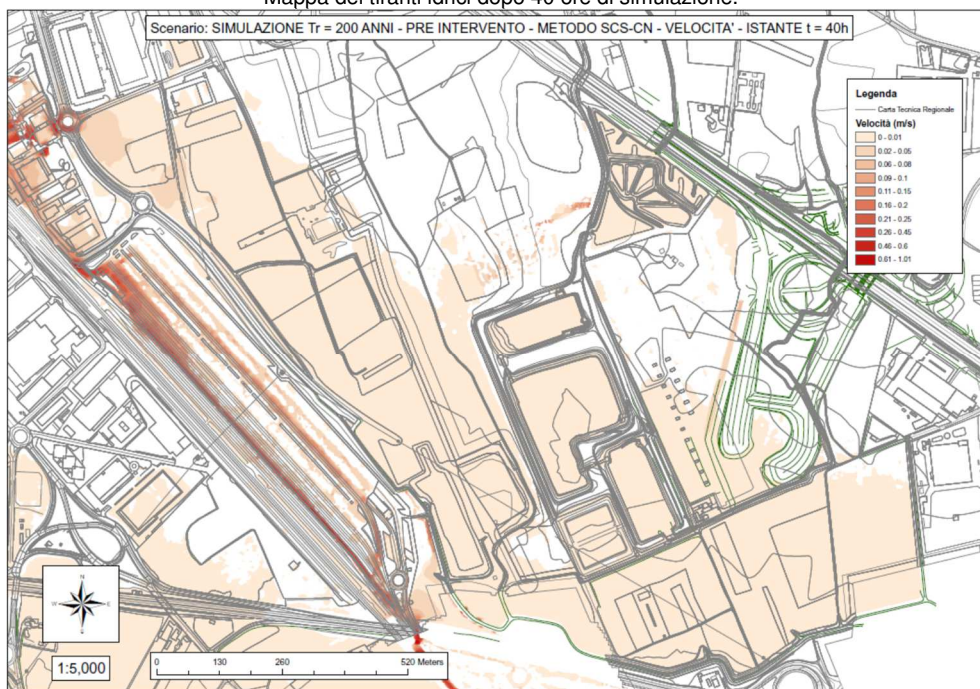 Mappa dei tiranti idrici dopo 40 ore di simulazione.
Scenario: SIMULAZIONE Tr = 200 ANNI - PRE INTERVENTO - METODO SCS-CN - VELOCITA' - ISTANTE t = 40h
Legenda
Carta Tecnica Regionale
Velocità (m/s)
0 - 0.01
0.02 - 0.05
0.06 - 0.08
0.09 - 0.1
0.11 - 0.15
0.16 - 0.2
0.21 - 0.25
0.26 - 0.45
0.46 - 0.6
0.61 - 1.01
N
W
E
S
1:5,000
0 130 260 520 Meters